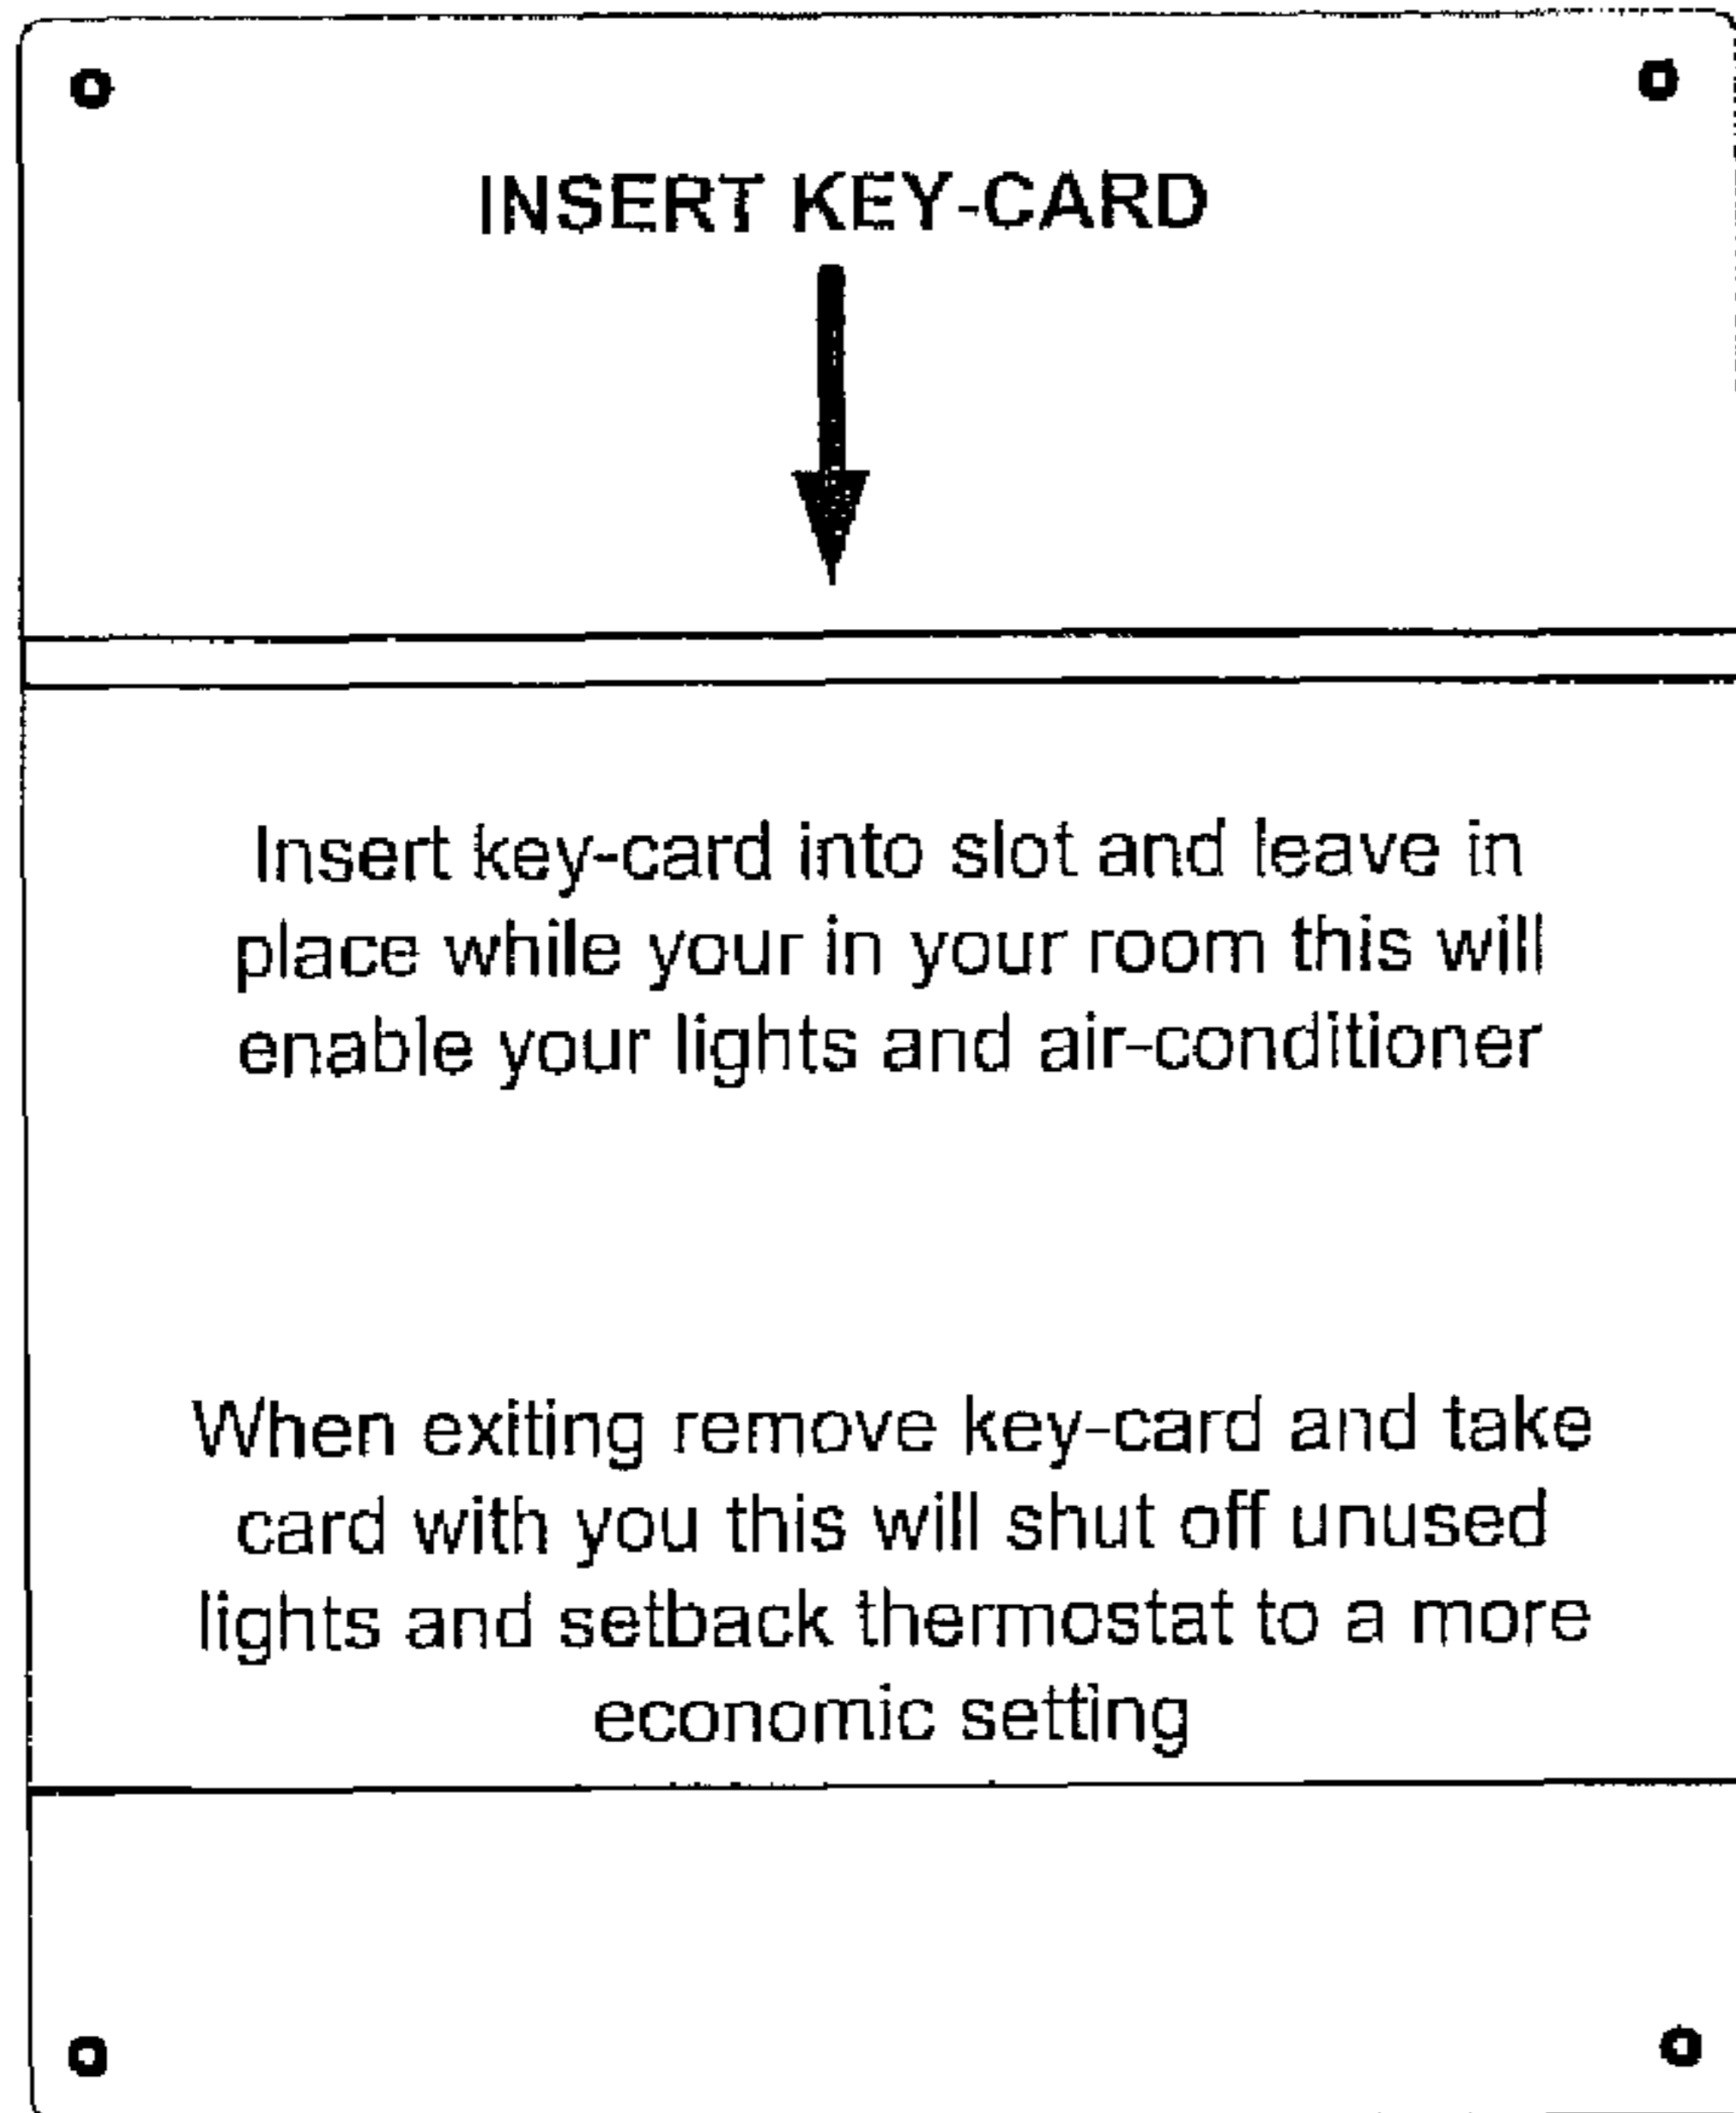 INSERT KEY-CARD
Insert key-card into slot and leave in
place while your in your room this will
enable your lights and air-conditioner
When exiting remove key-card and take
card with you this will shut off unused
lights and setback thermostat to a more
economic setting